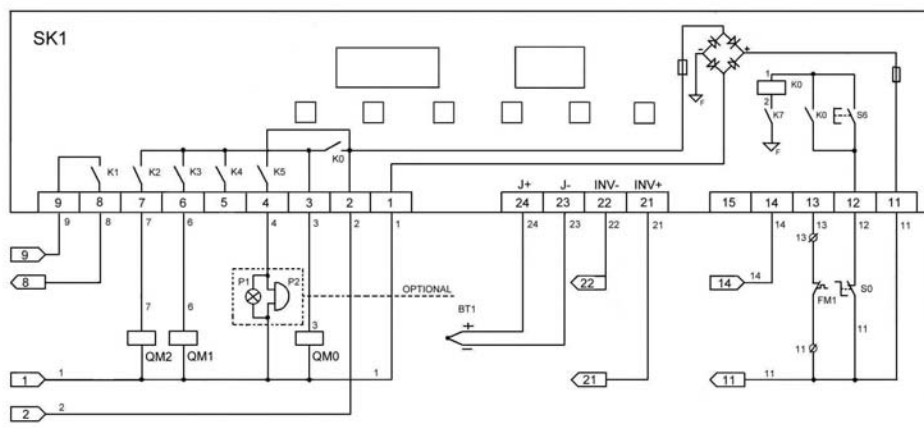 SK1
- +
1 K0
2 K7 K0 S6
F
F
K0
K1 K2 K3 K4 K5
J+ J- INV- INV+
9 8 7 6 5 4 3 2 1 24 23 22 21 15 14 13 12 11
9 8 7 6 4 3 2 1 24 23 22 21 14 13 12 11
13
9
8 22 14 14
P1 P2
OPTIONAL
BT1
+
-
FM1 S0
7 6 3 11
QM2 QM1 QM0
11
1 1 1 21 11 11
2 2